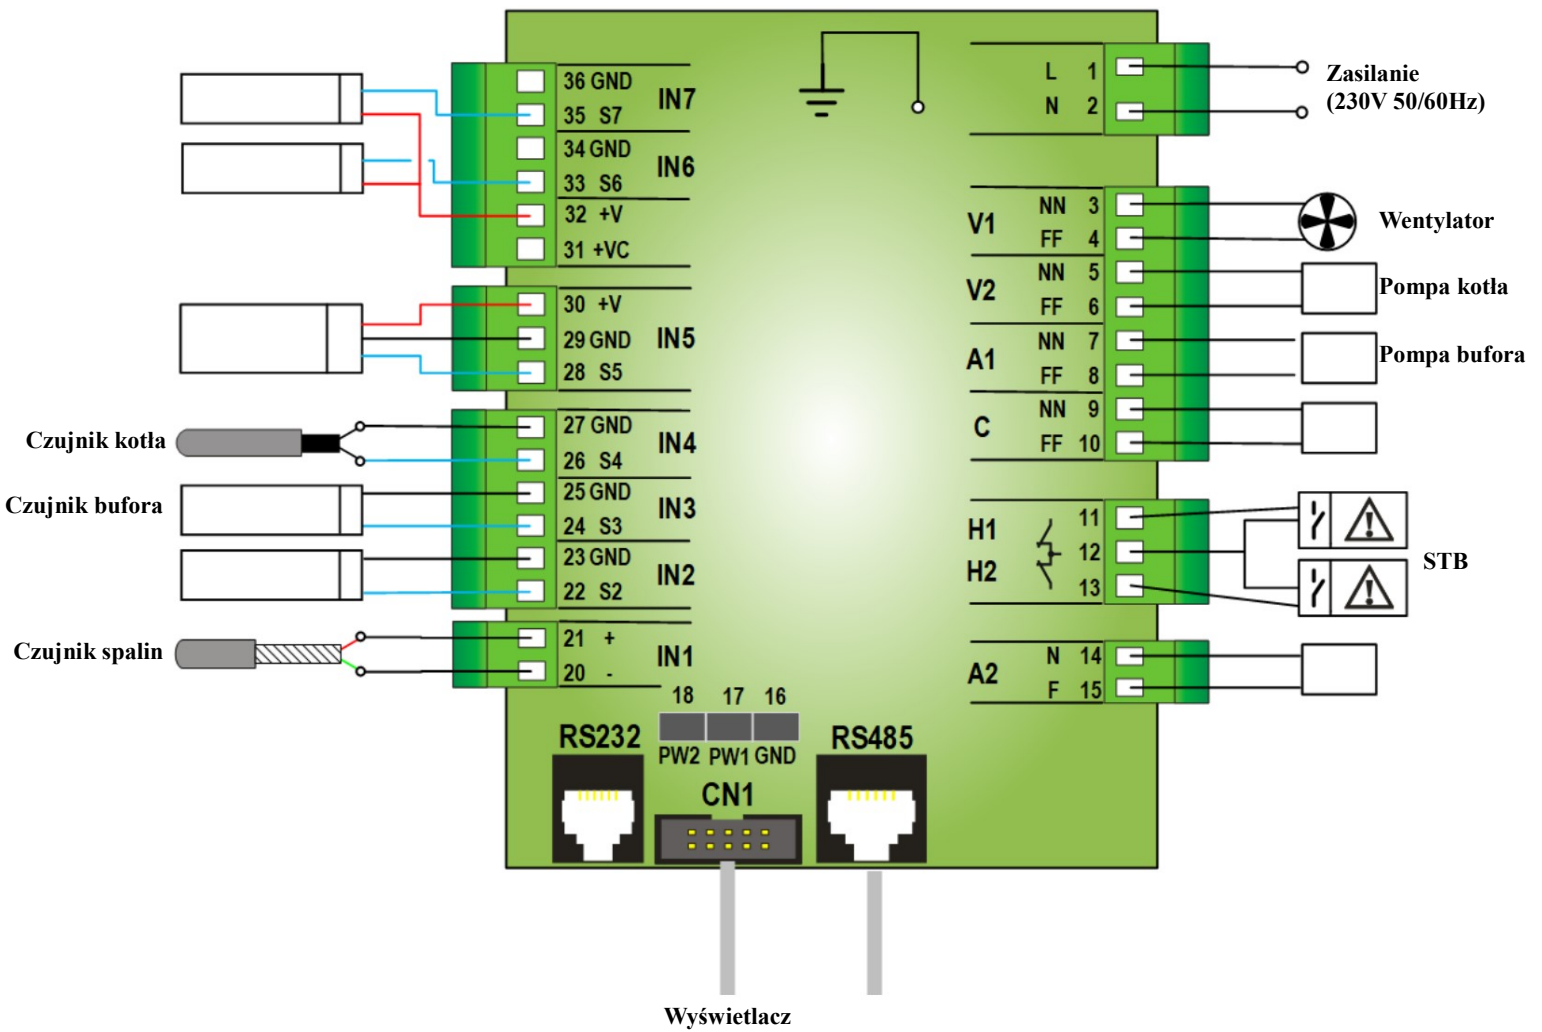 36 GND
35 S7
IN7
34 GND
33 S6
IN6
32 +V
31 +VC
30 +V
29 GND
28 S5
IN5
Czujnik kotła
27 GND
26 S4
IN4
Czujnik bufora
25 GND
24 S3
IN3
23 GND
22 S2
IN2
Czujnik spalin
21 +
20 -
IN1
L 1
N 2
Zasilanie
(230V 50/60Hz)
V1
NN 3
FF 4
Wentylator
V2
NN 5
FF 6
Pompa kotła
A1
NN 7
FF 8
Pompa bufora
C
NN 9
FF 10
H1
H2
11
12
13
STB
A2
N 14
F 15
18 17 16
PW2 PW1 GND
RS232
CN1
RS485
Wyświetlacz